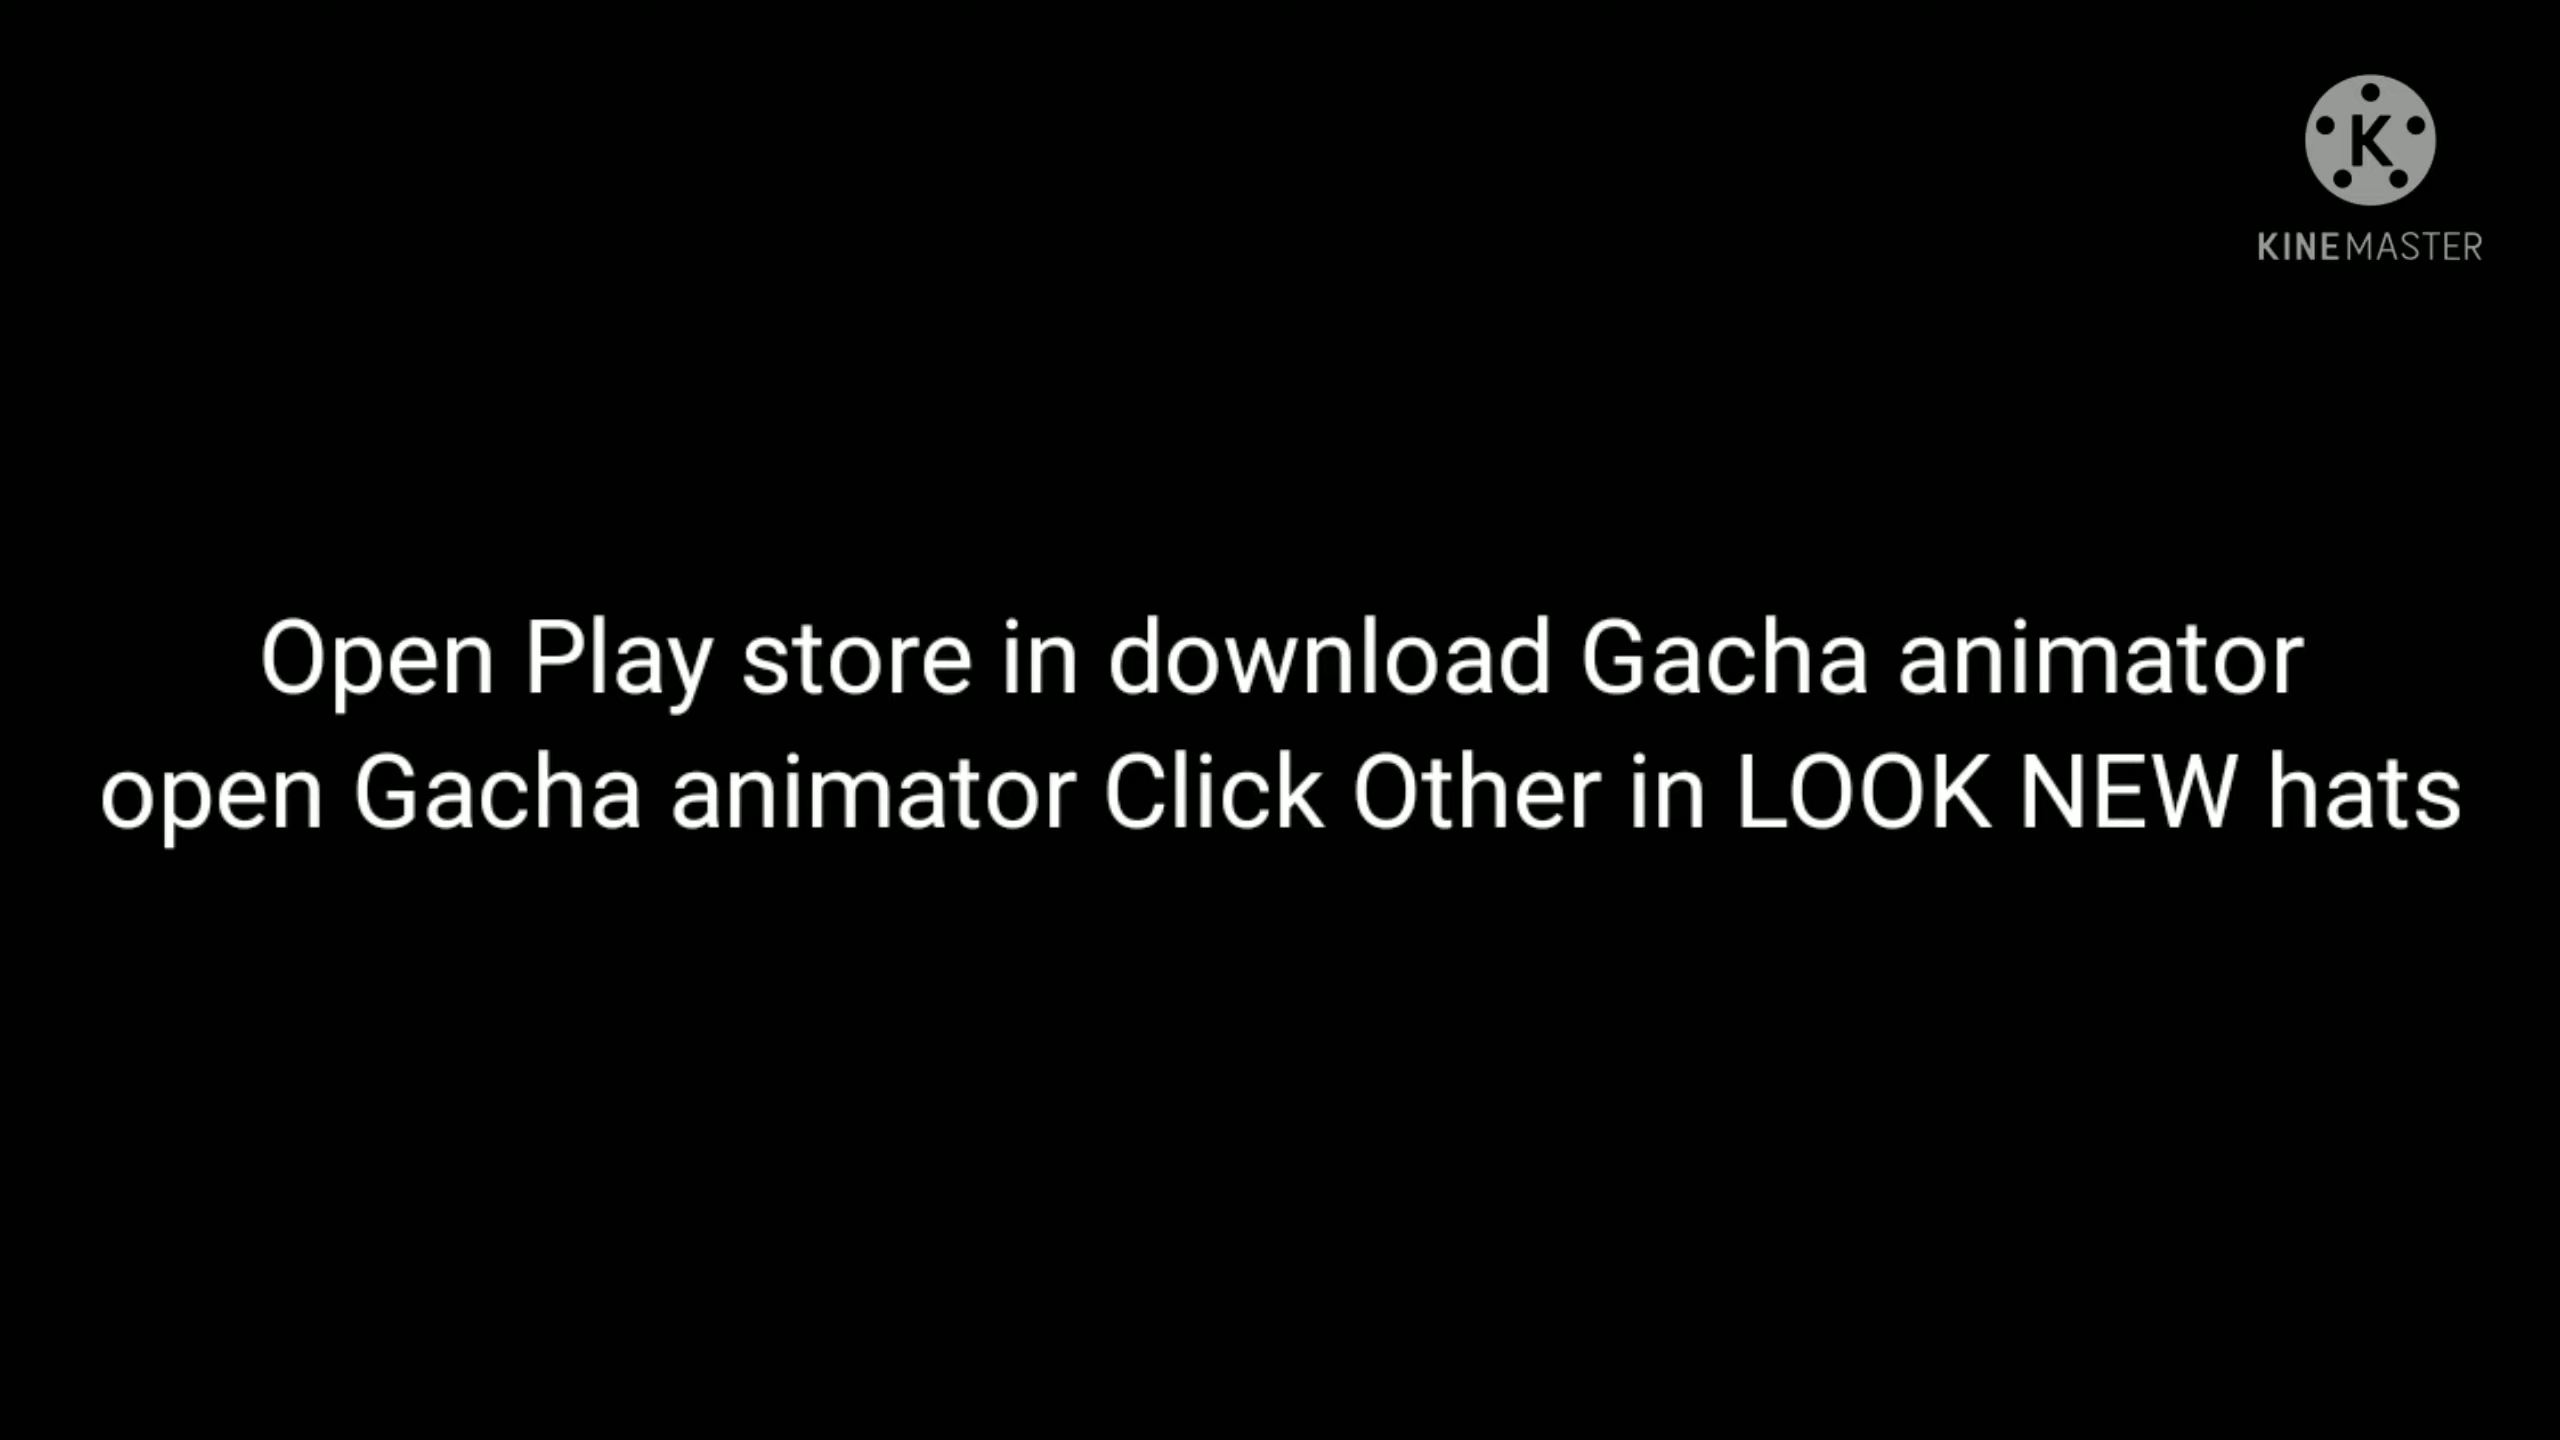 K
KINEMASTER
Open Play store in download Gacha animator
open Gacha animator Click Other in LOOK NEW hats